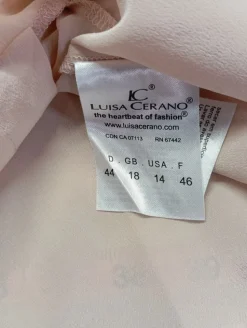 LC®
LUISA CERANO®
the heartbeat of fashion®
www.luisacerano.com
CDN CA 07113 RN 67442
D . GB . USA . F
44 18 14 46